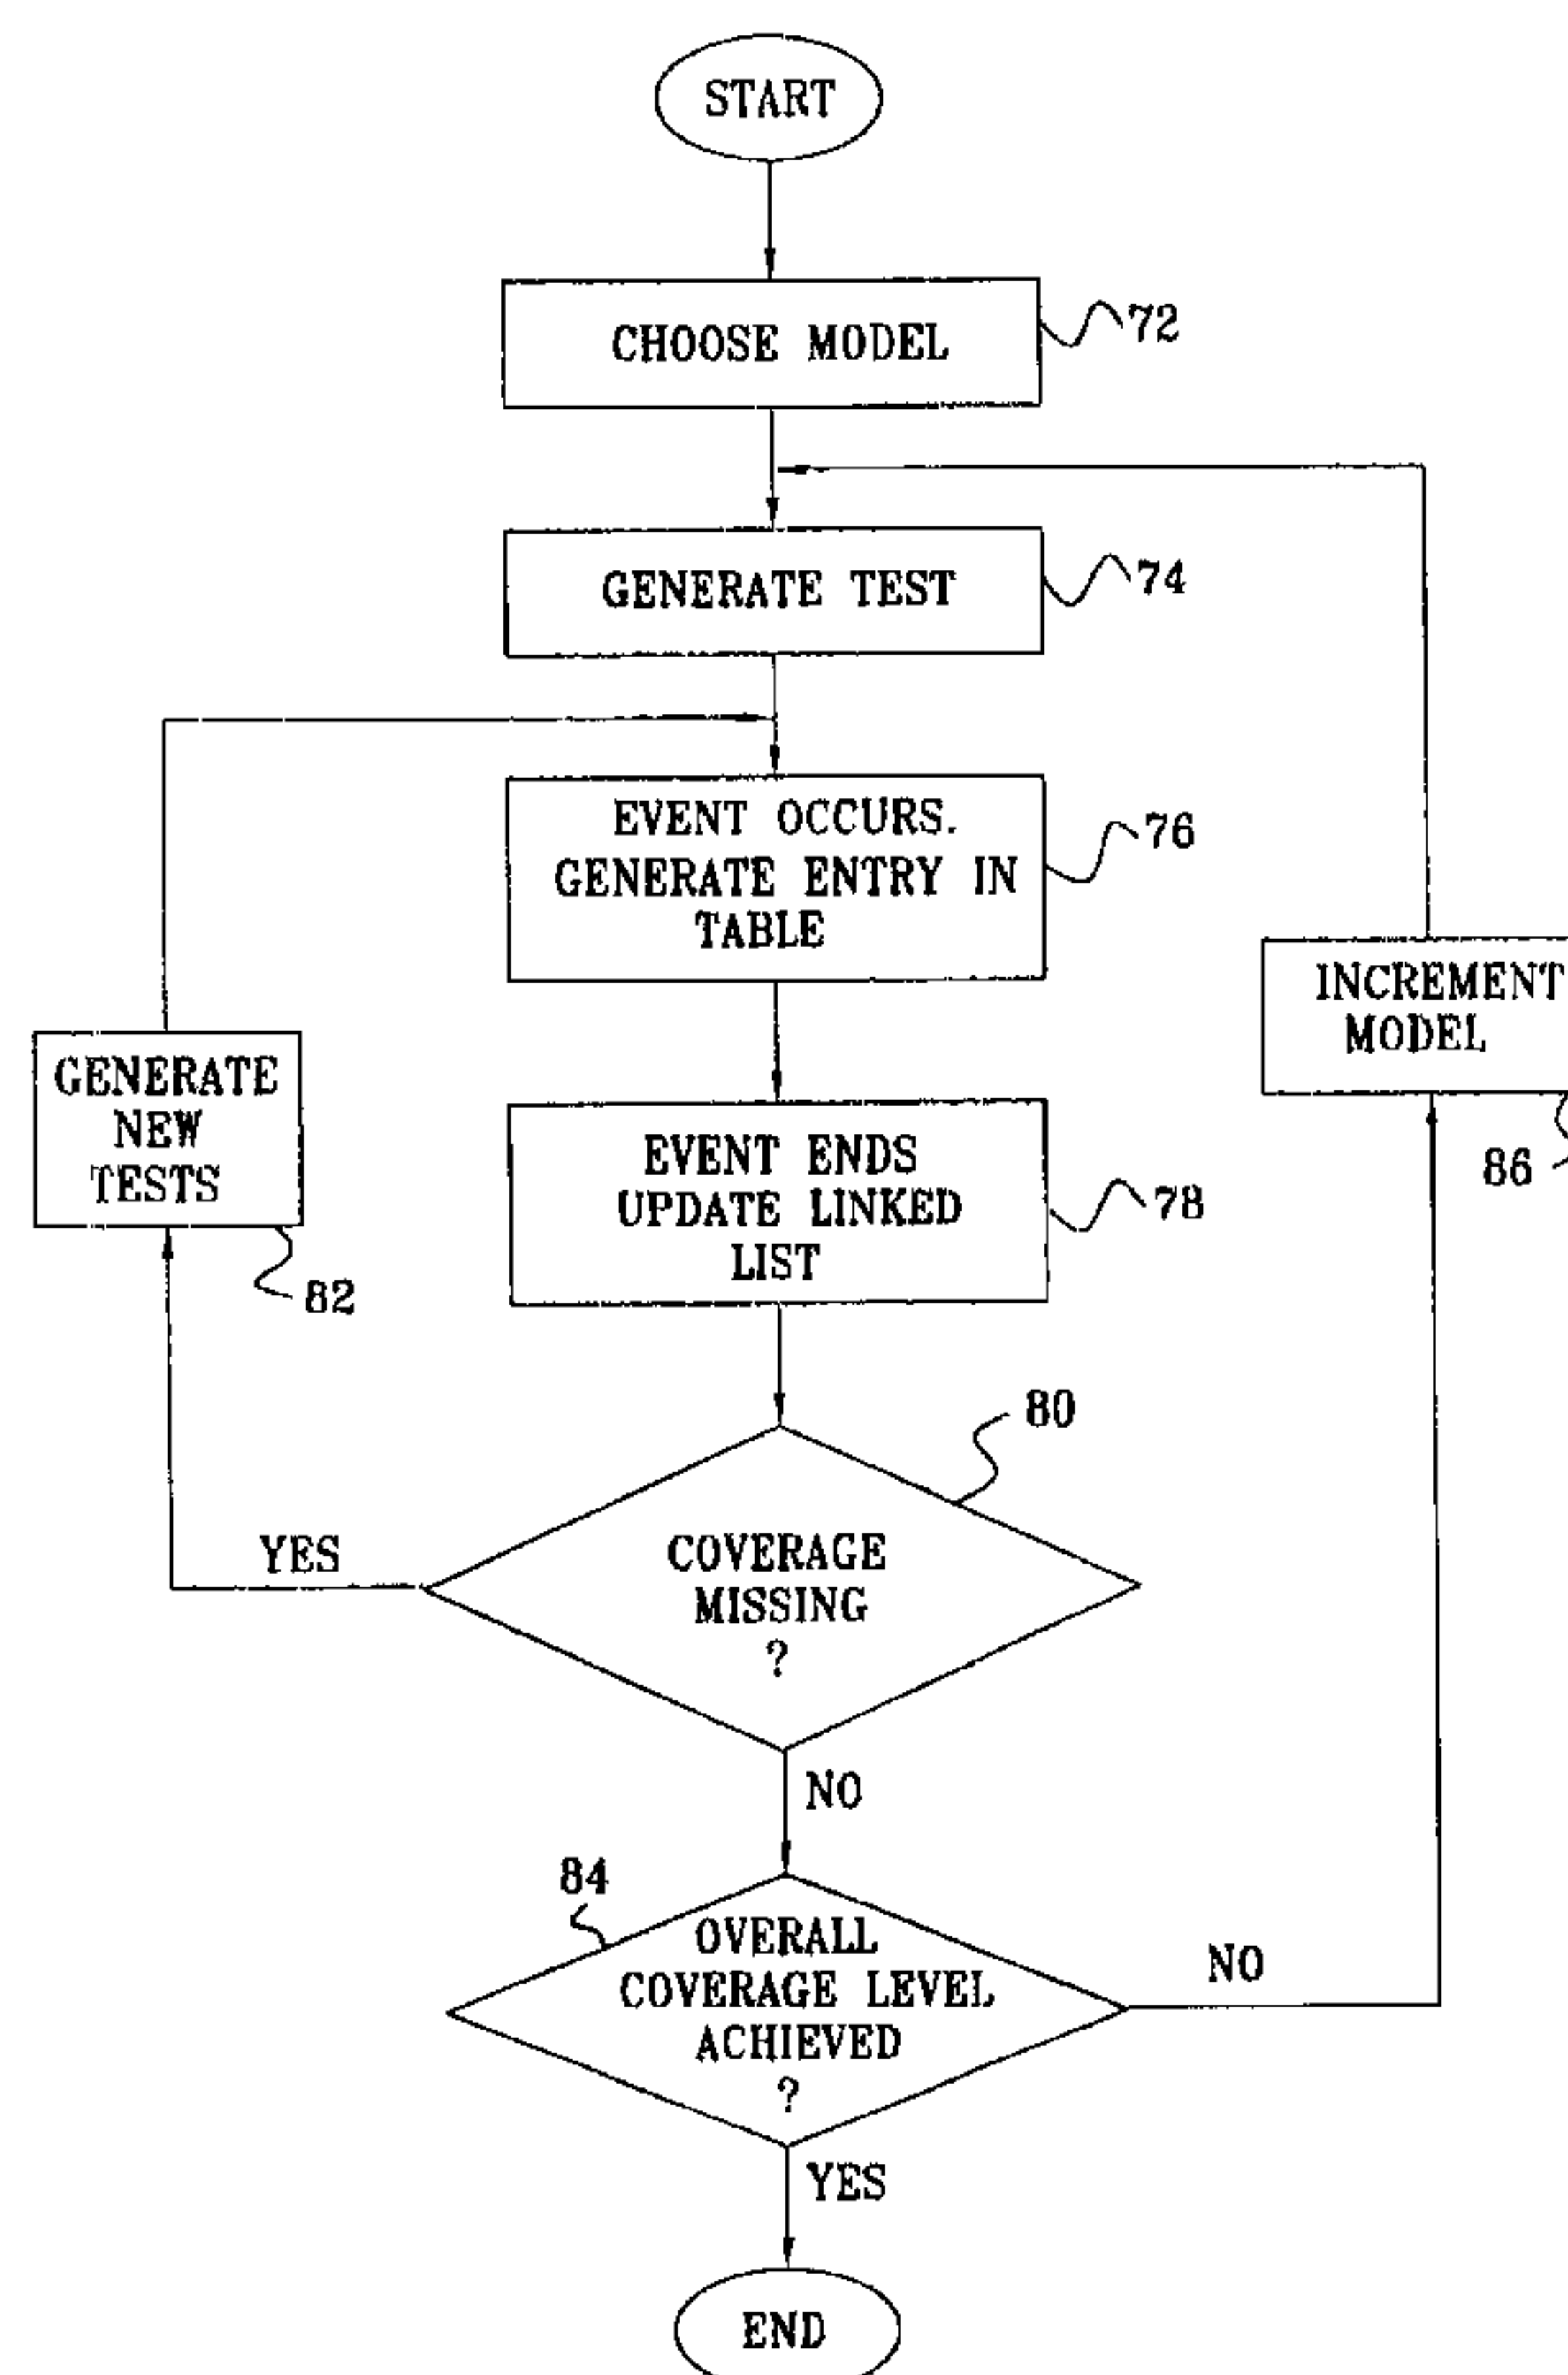 START
CHOOSE MODEL
72
GENERATE TEST
74
EVENT OCCURS.
GENERATE ENTRY IN
TABLE
76
INCREMENT
MODEL
86
GENERATE
NEW
TESTS
82
EVENT ENDS
UPDATE LINKED
LIST
78
80
COVERAGE
MISSING
?
YES
NO
84
OVERALL
COVERAGE LEVEL
ACHIEVED
?
NO
YES
END